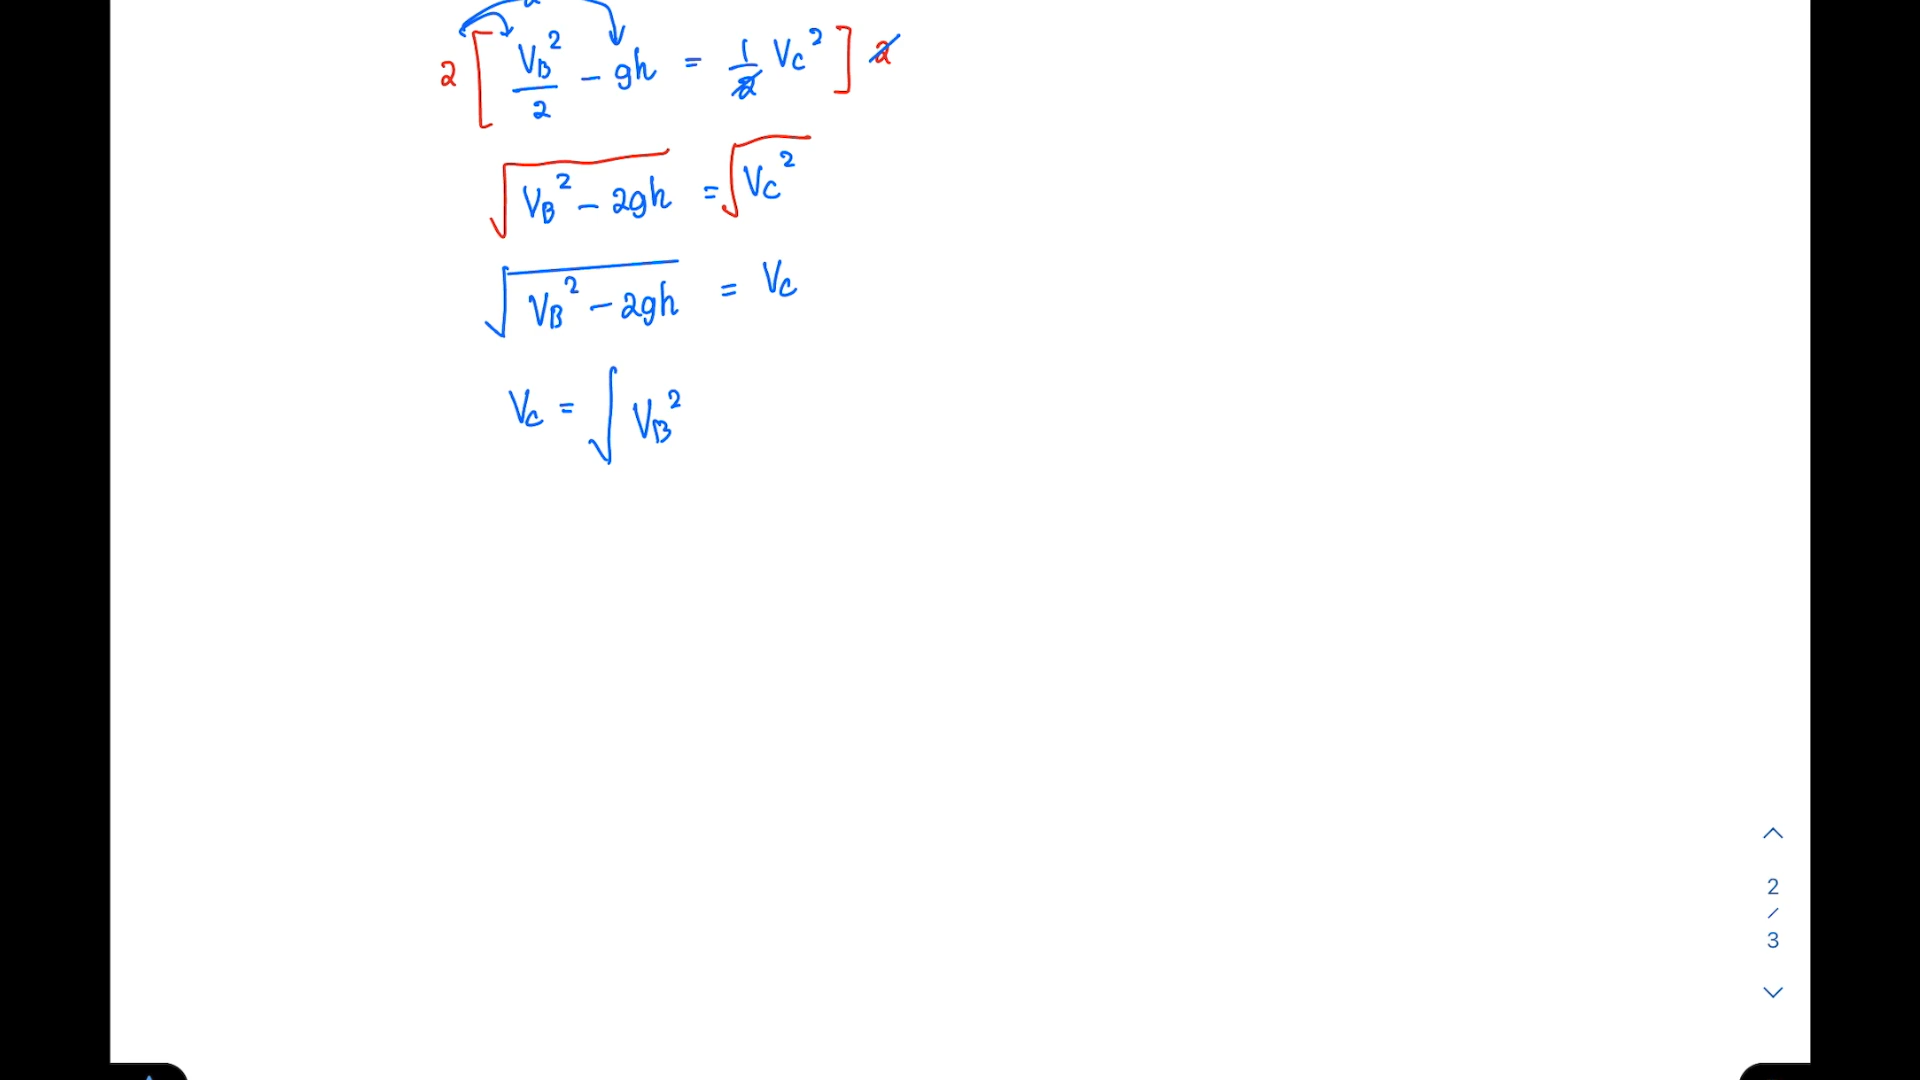 2 [ V_B^2/2 - gh = 1/2 V_C^2 ] 2
√(V_B^2 - 2gh) = √(V_C^2)
√(V_B^2 - 2gh) = V_C
V_C = √ V_B^2
2
/
3